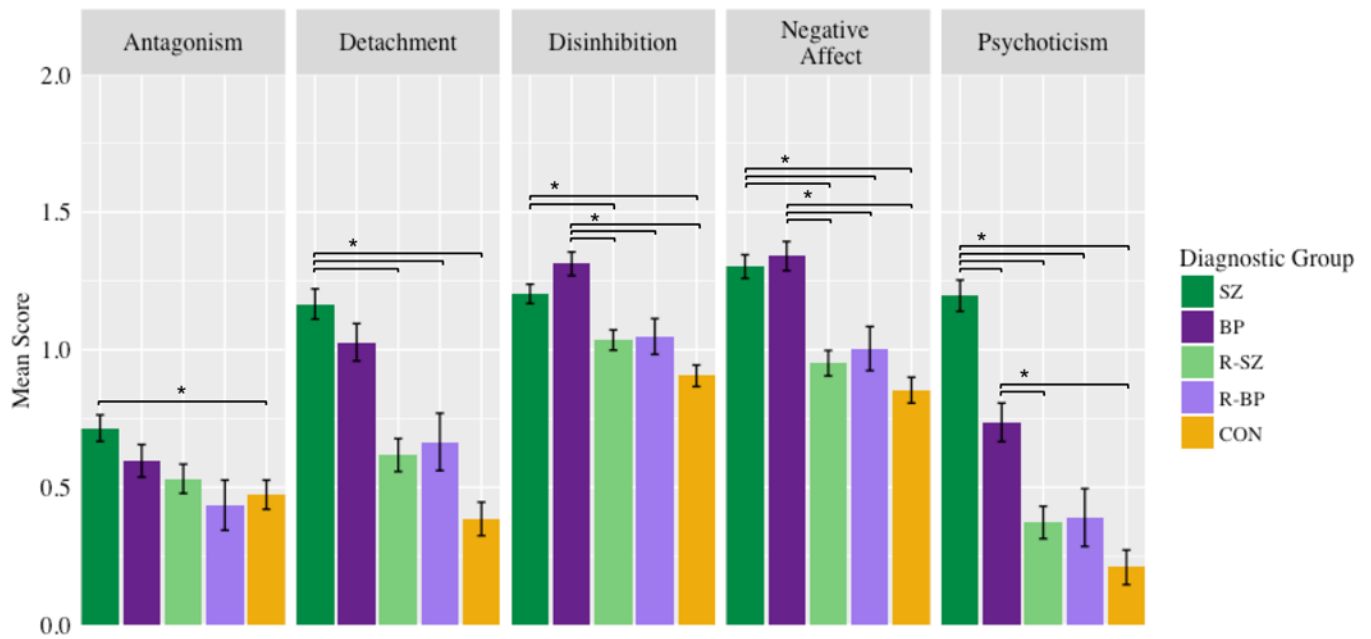 Antagonism
Detachment
Disinhibition
Negative
Affect
Psychoticism
Mean Score
2.0
1.5
1.0
0.5
0.0
*
*
*
*
*
*
*
*
Diagnostic Group
SZ
BP
R-SZ
R-BP
CON